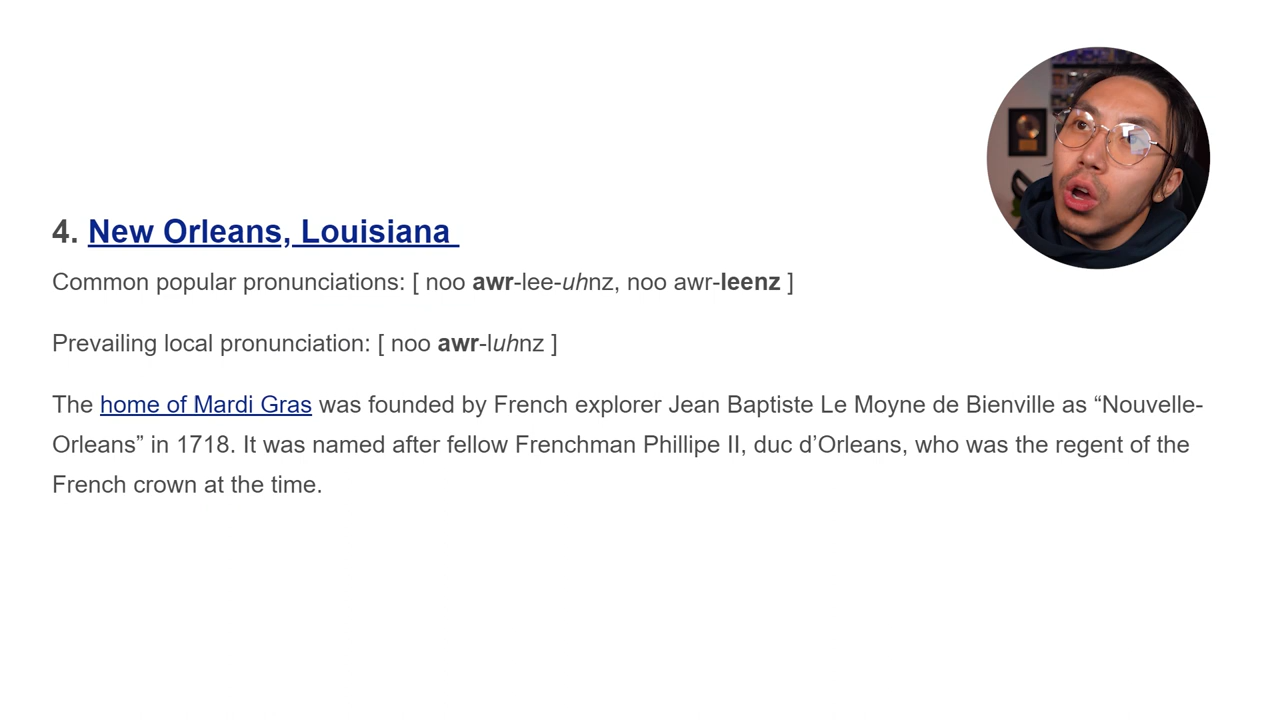 4. New Orleans, Louisiana
Common popular pronunciations: [ noo awr-lee-uhnz, noo awr-leenz ]
Prevailing local pronunciation: [ noo awr-luhnz ]
The home of Mardi Gras was founded by French explorer Jean Baptiste Le Moyne de Bienville as “Nouvelle-
Orleans” in 1718. It was named after fellow Frenchman Phillipe II, duc d’Orleans, who was the regent of the
French crown at the time.